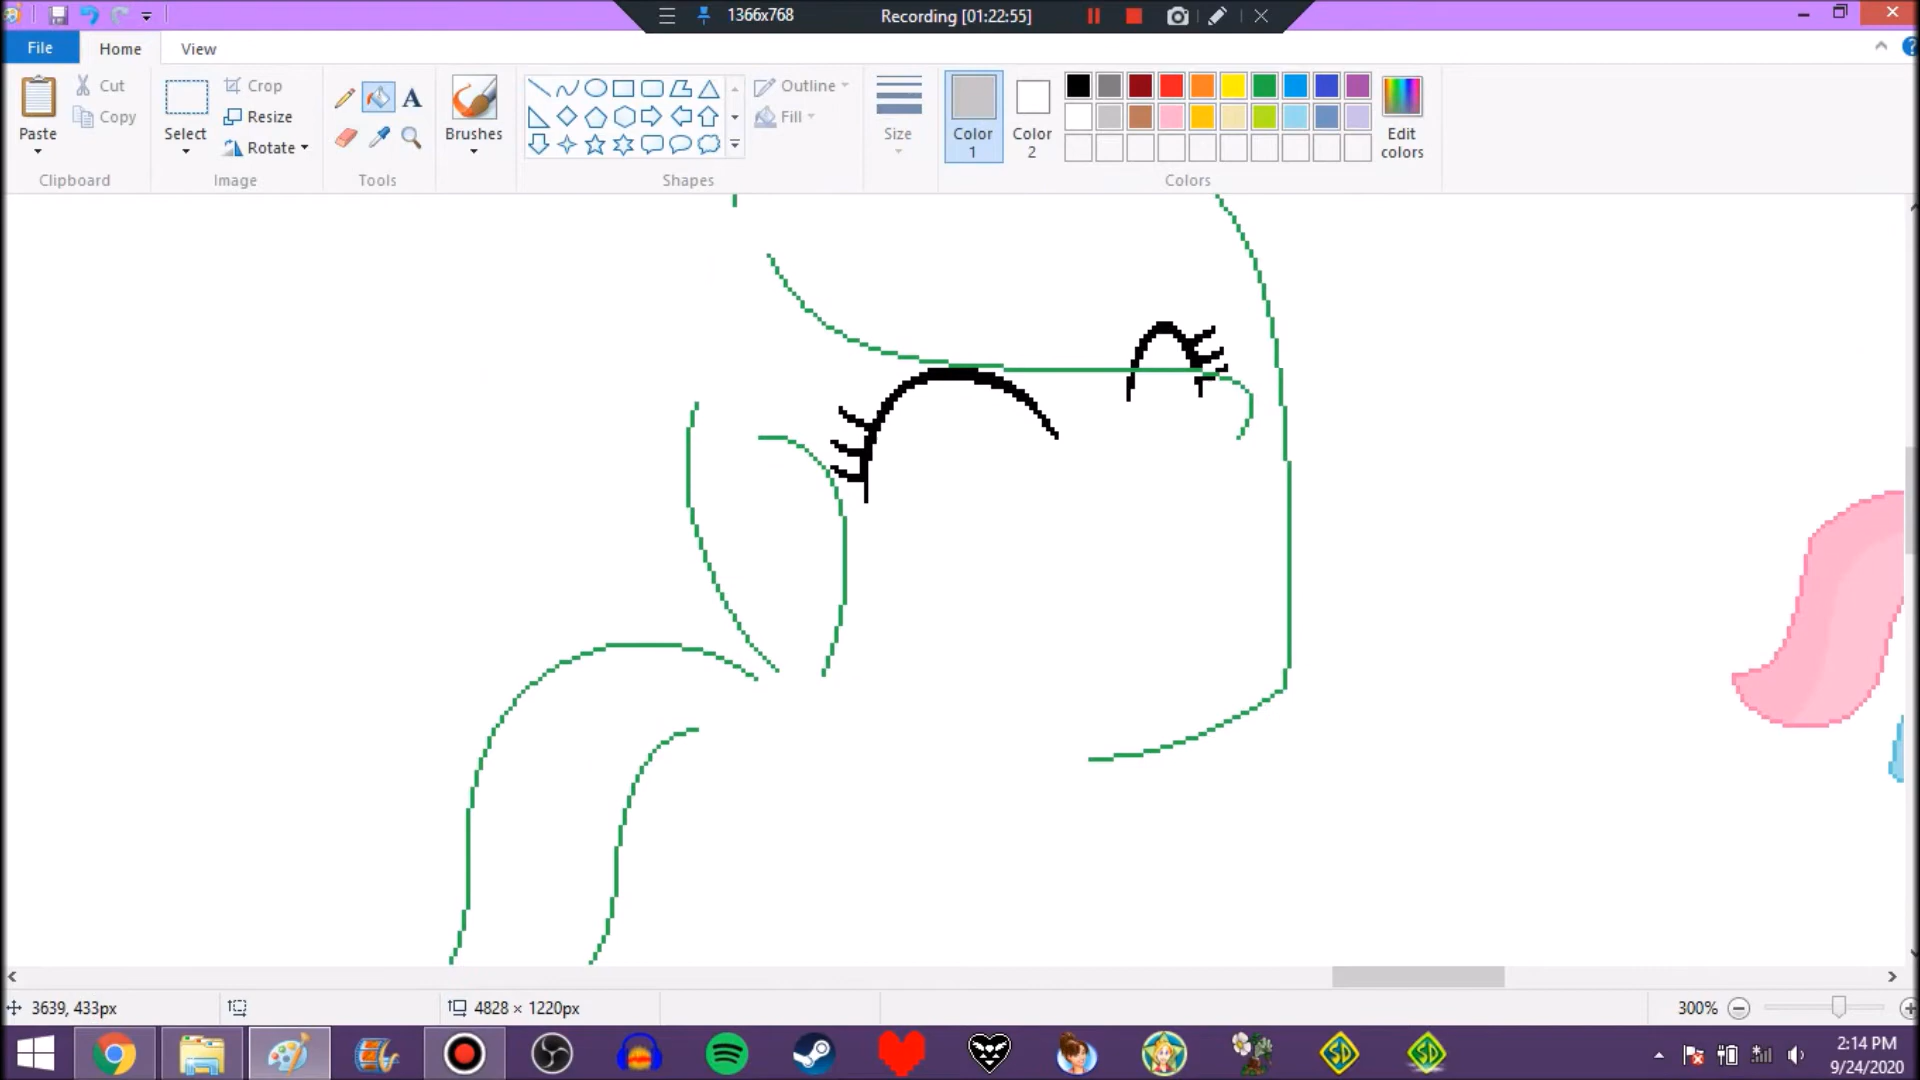 1366x768
Recording [01:22:55]
File
Home
View
Paste
Cut
Copy
Clipboard
Select
Crop
Resize
Rotate
Image
A
Tools
Brushes
Shapes
Outline
Fill
Size
Color
1
Color
2
Edit
colors
Colors
3639, 433px
4828 × 1220px
300%
SD
SD
2:14 PM
9/24/2020